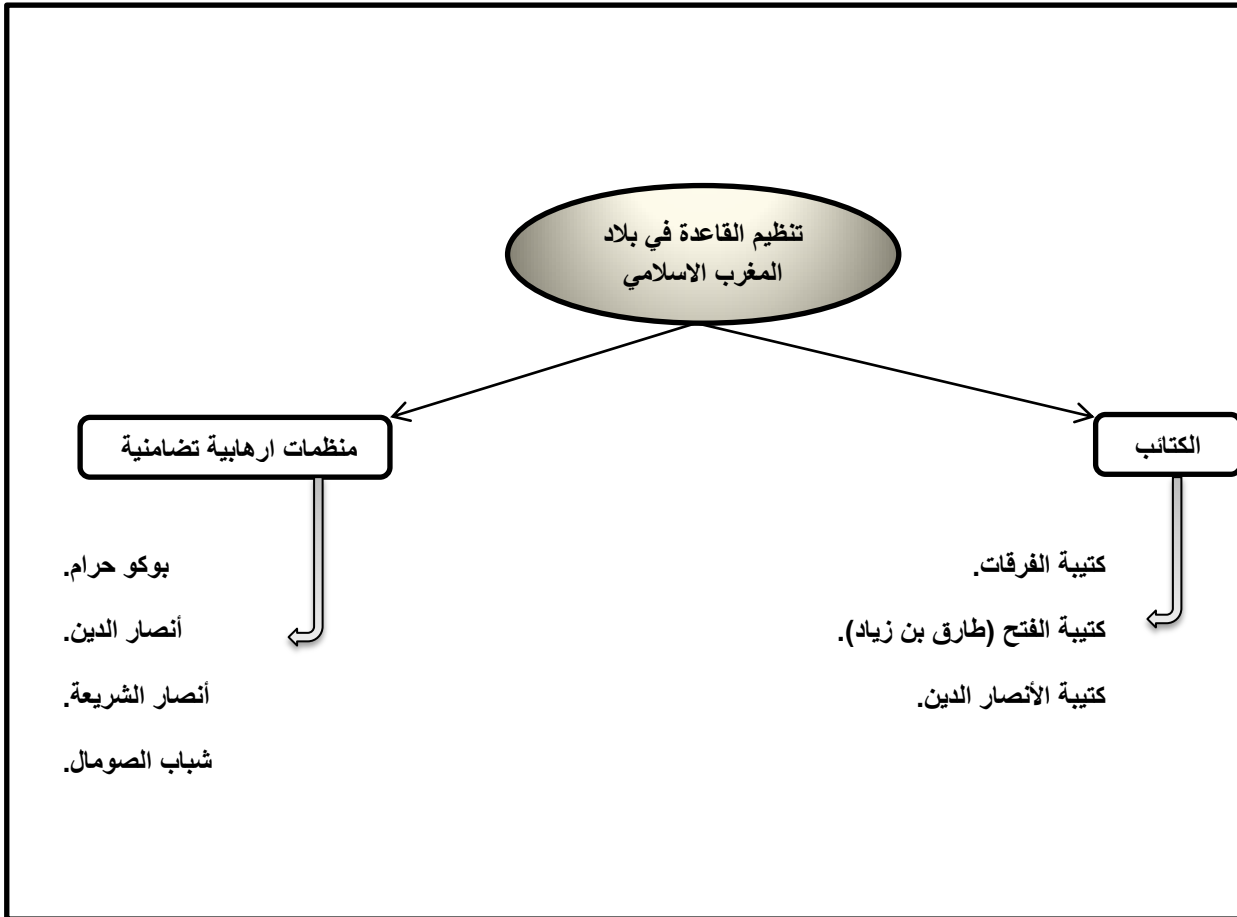 تنظيم القاعدة في بلاد
المغرب الاسلامي
الكتائب
كتيبة الفرقات.
كتيبة الفتح (طارق بن زياد).
كتيبة الأنصار الدين.
منظمات ارهابية تضامنية
بوكو حرام.
أنصار الدين.
أنصار الشريعة.
شباب الصومال.